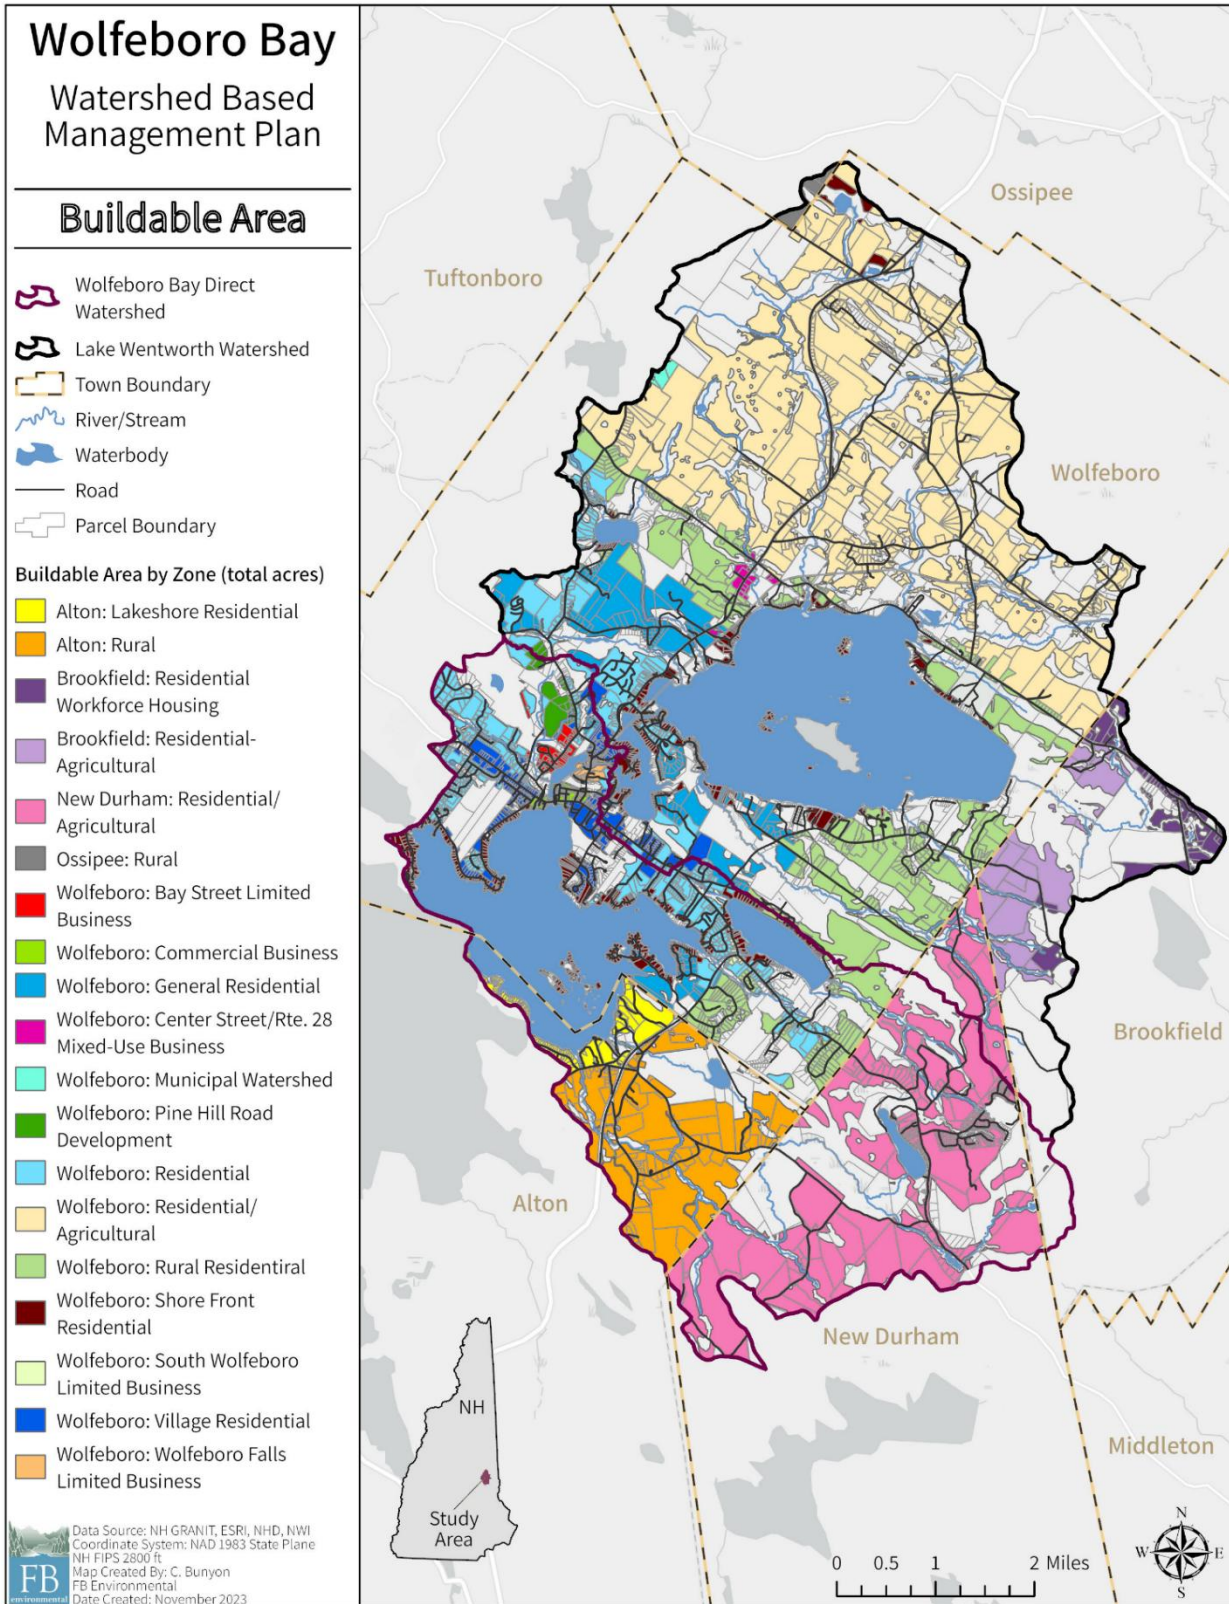 Wolfeboro Bay
Watershed Based
Management Plan
Buildable Area
Wolfeboro Bay Direct
Watershed
Lake Wentworth Watershed
Town Boundary
River/Stream
Waterbody
Road
Parcel Boundary
Buildable Area by Zone (total acres)
Alton: Lakeshore Residential
Alton: Rural
Brookfield: Residential
Workforce Housing
Brookfield: Residential-
Agricultural
New Durham: Residential/
Agricultural
Ossipee: Rural
Wolfeboro: Bay Street Limited
Business
Wolfeboro: Commercial Business
Wolfeboro: General Residential
Wolfeboro: Center Street/Rte. 28
Mixed-Use Business
Wolfeboro: Municipal Watershed
Wolfeboro: Pine Hill Road
Development
Wolfeboro: Residential
Wolfeboro: Residential/
Agricultural
Wolfeboro: Rural Residentiral
Wolfeboro: Shore Front
Residential
Wolfeboro: South Wolfeboro
Limited Business
Wolfeboro: Village Residential
Wolfeboro: Wolfeboro Falls
Limited Business
FB
environmental
Data Source: NH GRANIT, ESRI, NHD, NWI
Coordinate System: NAD 1983 State Plane
NH FIPS 2800 ft
Map Created By: C. Bunyon
FB Environmental
Date Created: November 2023
Ossipee
Tuftonboro
Wolfeboro
Brookfield
Alton
New Durham
Middleton
NH
Study
Area
0 0.5 1 2 Miles
N
W E
S